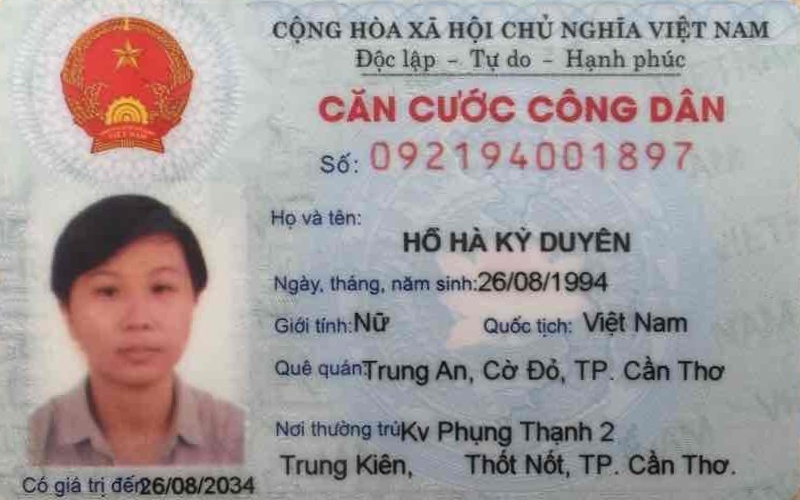 CỘNG HÒA XÃ HỘI CHỦ NGHĨA VIỆT NAM
Độc lập - Tự do - Hạnh phúc
CĂN CƯỚC CÔNG DÂN
Số: 092194001897
Họ và tên:
HỒ HÀ KỲ DUYÊN
Ngày, tháng, năm sinh:26/08/1994
Giới tính:Nữ Quốc tịch: Việt Nam
Quê quán:Trung An, Cờ Đỏ, TP. Cần Thơ
Nơi thường trú:Kv Phụng Thạnh 2
Trung Kiên, Thốt Nốt, TP. Cần Thơ.
Có giá trị đến:26/08/2034